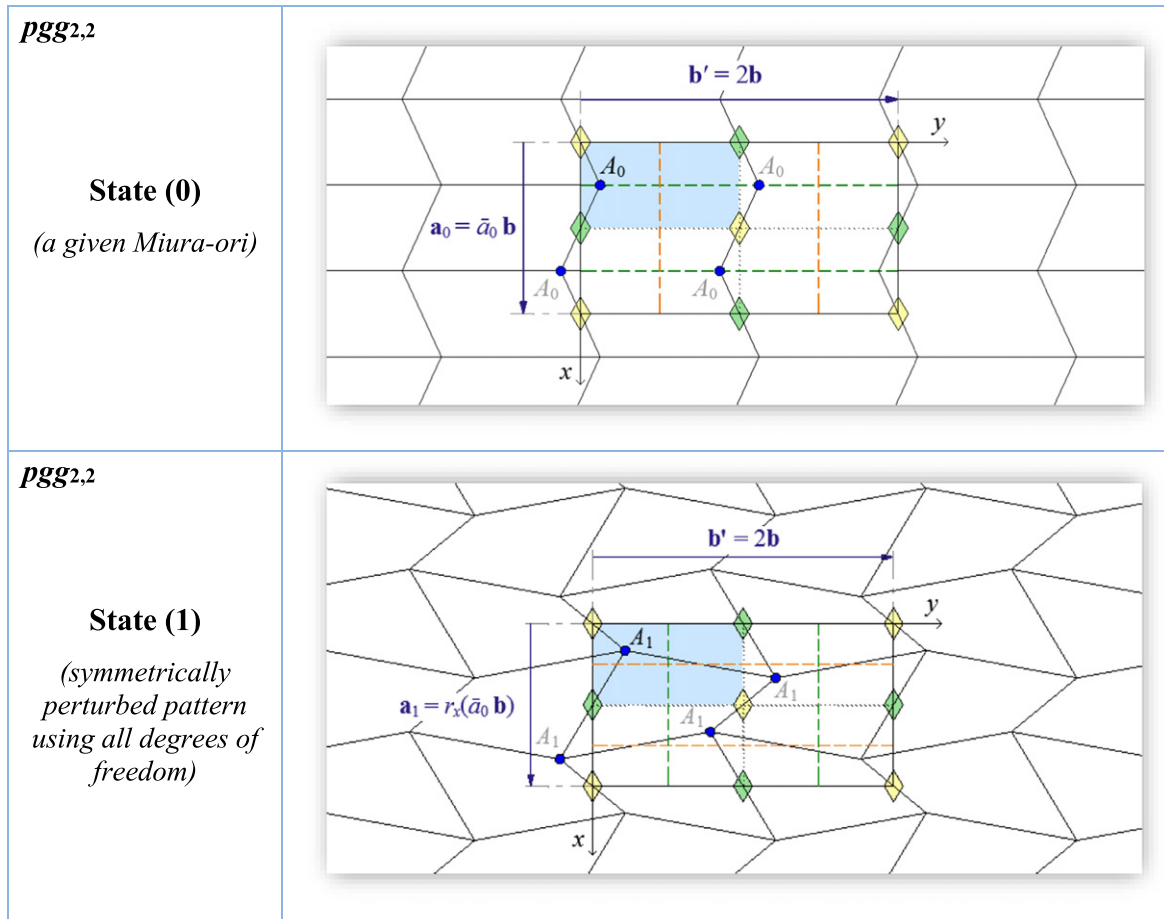 pgg2,2
State (0)
(a given Miura-ori)
b′ = 2b
y
A0
A0
a0 = ā0 b
A0
A0
x
pgg2,2
State (1)
(symmetrically
perturbed pattern
using all degrees of
freedom)
b' = 2b
y
A1
A1
a1 = rx(ā0 b)
A1
A1
x